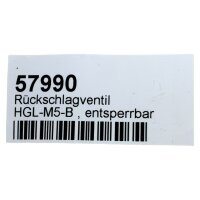 57990
Rückschlagventil
HGL-M5-B , entsperrbar